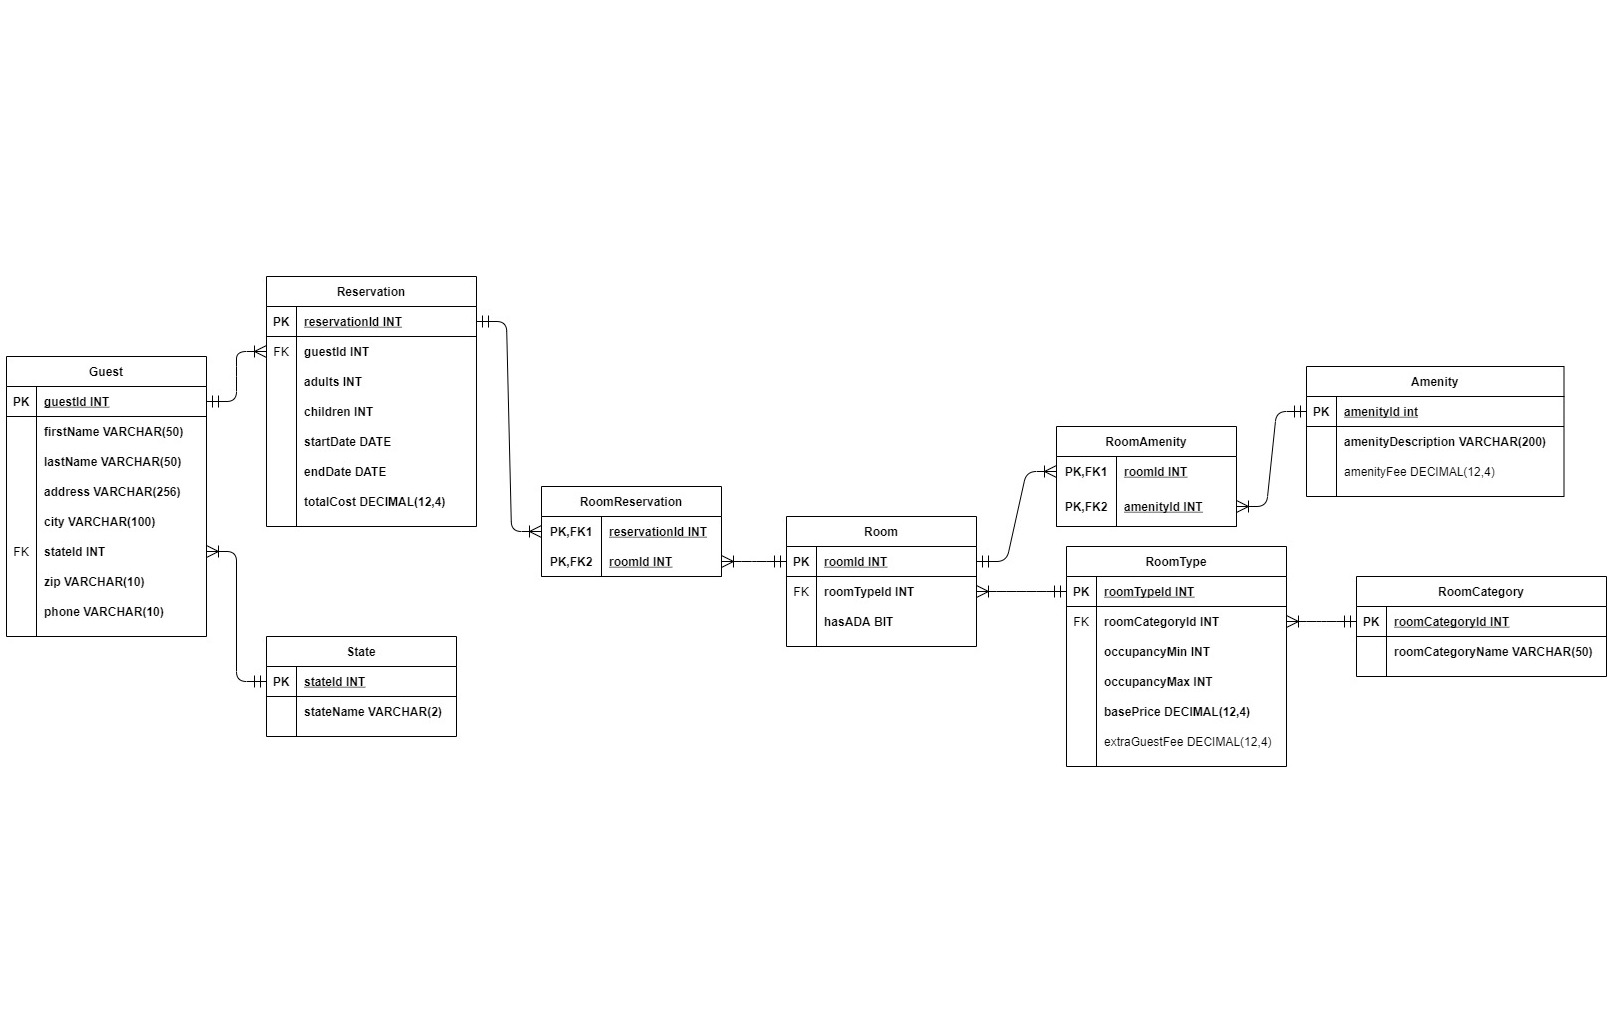 Reservation
PK reservationId INT
FK guestId INT
adults INT
children INT
startDate DATE
endDate DATE
totalCost DECIMAL(12,4)
Guest
PK guestId INT
firstName VARCHAR(50)
lastName VARCHAR(50)
address VARCHAR(256)
city VARCHAR(100)
FK stateId INT
zip VARCHAR(10)
phone VARCHAR(10)
State
PK stateId INT
stateName VARCHAR(2)
RoomReservation
PK,FK1 reservationId INT
PK,FK2 roomId INT
Room
PK roomId INT
FK roomTypeId INT
hasADA BIT
RoomAmenity
PK,FK1 roomId INT
PK,FK2 amenityId INT
Amenity
PK amenityId int
amenityDescription VARCHAR(200)
amenityFee DECIMAL(12,4)
RoomType
PK roomTypeId INT
FK roomCategoryId INT
occupancyMin INT
occupancyMax INT
basePrice DECIMAL(12,4)
extraGuestFee DECIMAL(12,4)
RoomCategory
PK roomCategoryId INT
roomCategoryName VARCHAR(50)